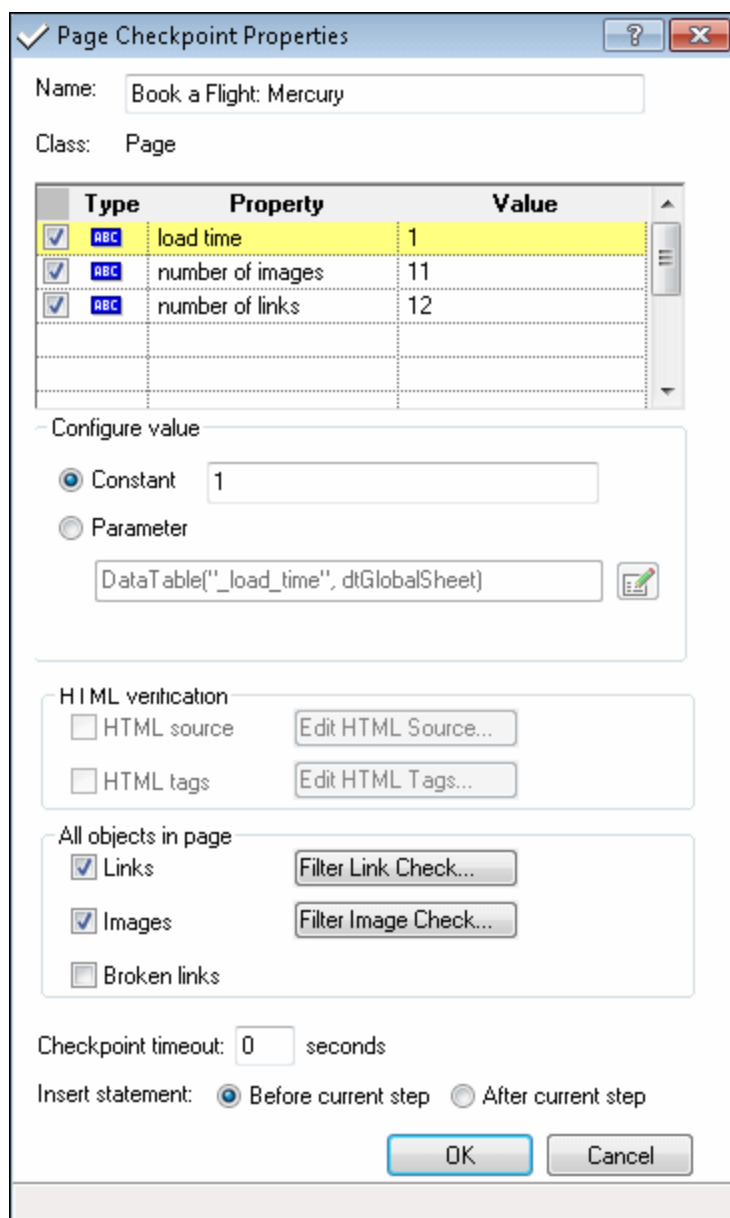 Page Checkpoint Properties ?
Name: Book a Flight: Mercury
Class: Page
Type Property Value
ABC load time 1
ABC number of images 11
ABC number of links 12
Configure value
Constant 1
Parameter
DataTable("_load_time", dtGlobalSheet)
HTML verification
HTML source Edit HTML Source...
HTML tags Edit HTML Tags...
All objects in page
Links Filter Link Check...
Images Filter Image Check...
Broken links
Checkpoint timeout: 0 seconds
Insert statement: Before current step After current step
OK Cancel